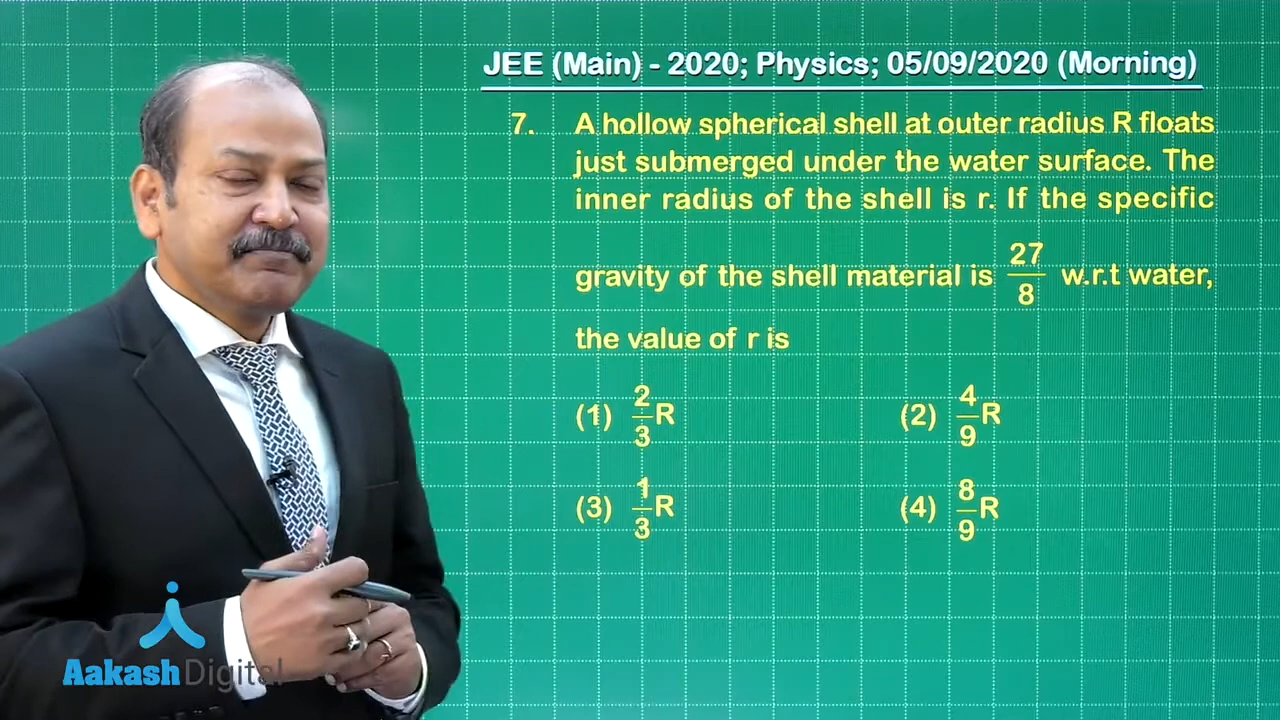 JEE (Main) - 2020; Physics; 05/09/2020 (Morning)
7. A hollow spherical shell at outer radius R floats
just submerged under the water surface. The
inner radius of the shell is r. If the specific
gravity of the shell material is 27/8 w.r.t water,
the value of r is
(1) 2/3 R (2) 4/9 R
(3) 1/3 R (4) 8/9 R
Aakash Digital